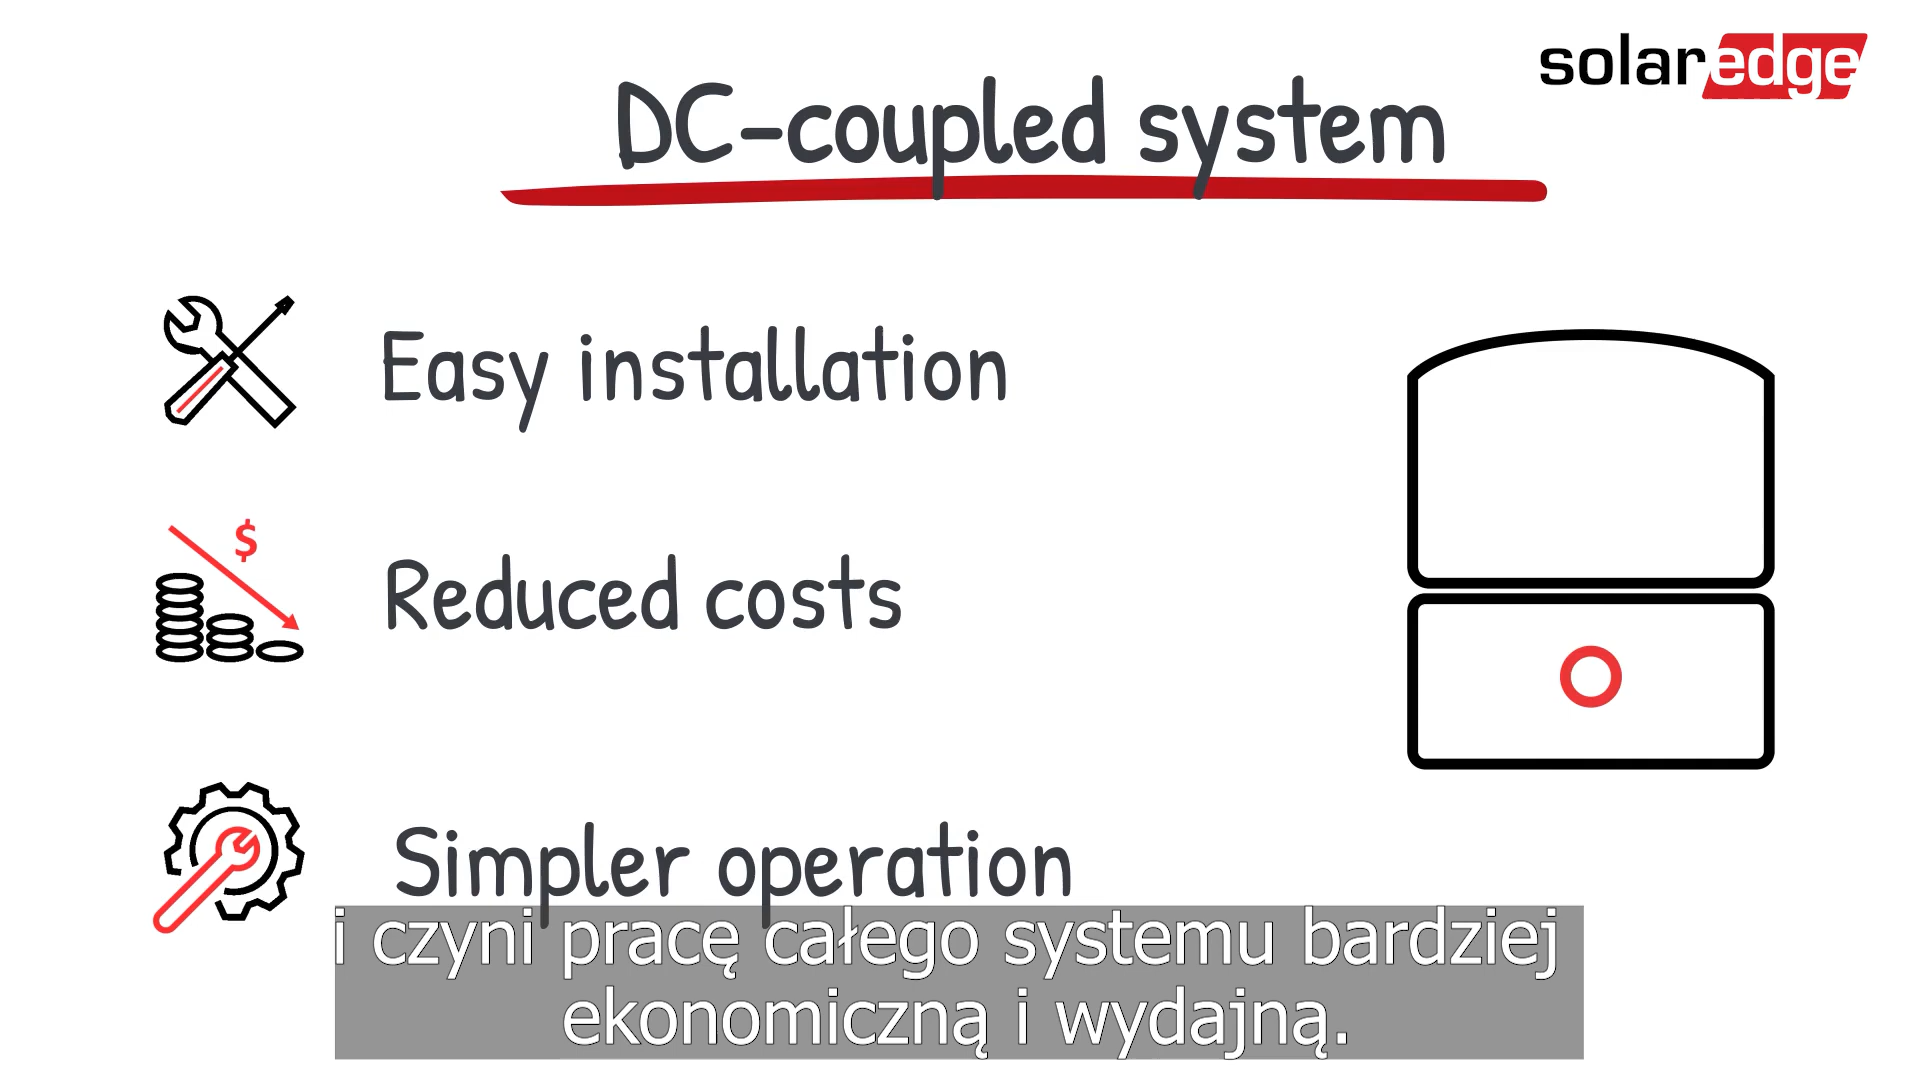 solaredge
DC-coupled system
Easy installation
$
Reduced costs
Simpler operation
i czyni pracę całego systemu bardziej
ekonomiczną i wydajną.